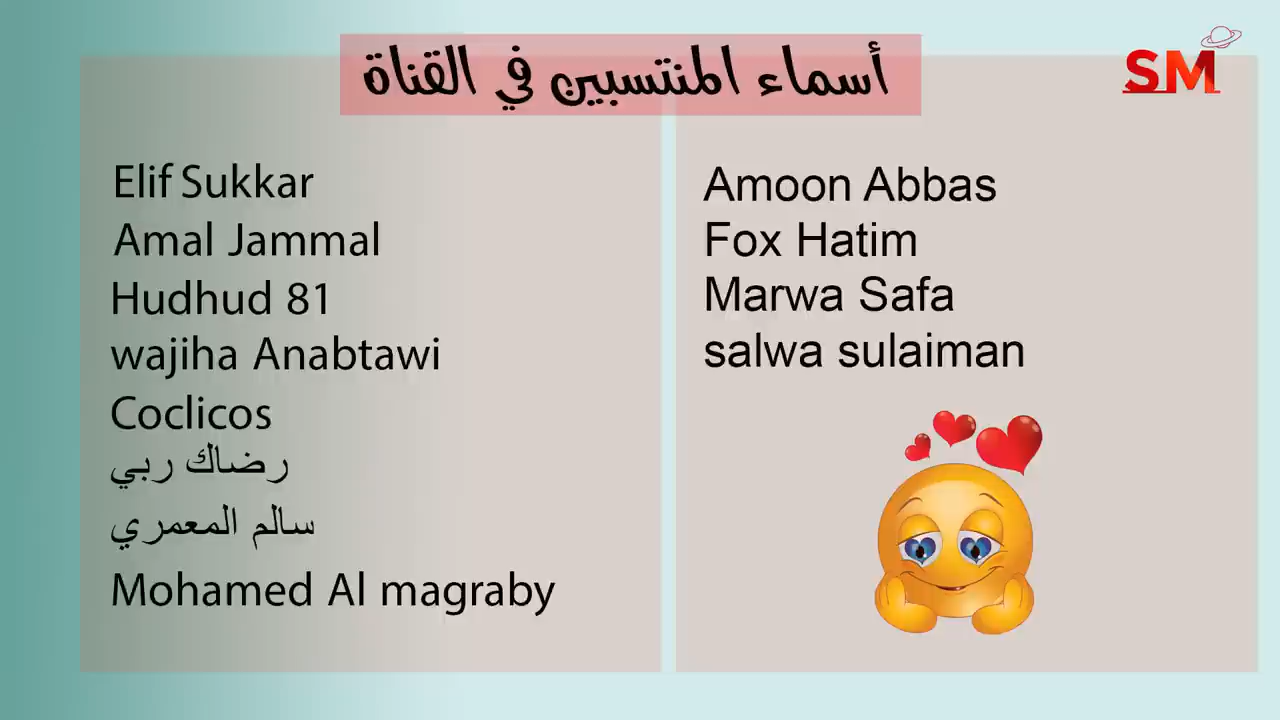 أسماء المنتسبين في القناة
SM
Elif Sukkar
Amal Jammal
Hudhud 81
wajiha Anabtawi
Coclicos
رضاك ربي
سالم المعمري
Mohamed Al magraby
Amoon Abbas
Fox Hatim
Marwa Safa
salwa sulaiman